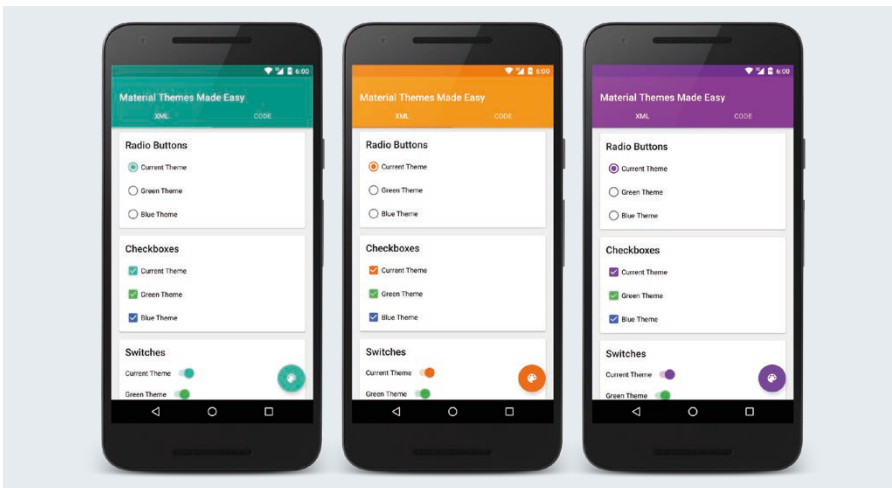 6:00
Material Themes Made Easy
XML CODE
Radio Buttons
Current Theme
Green Theme
Blue Theme
Checkboxes
Current Theme
Green Theme
Blue Theme
Switches
Current Theme
Green Theme
6:00
Material Themes Made Easy
XML CODE
Radio Buttons
Current Theme
Green Theme
Blue Theme
Checkboxes
Current Theme
Green Theme
Blue Theme
Switches
Current Theme
Green Theme
6:00
Material Themes Made Easy
XML CODE
Radio Buttons
Current Theme
Green Theme
Blue Theme
Checkboxes
Current Theme
Green Theme
Blue Theme
Switches
Current Theme
Green Theme